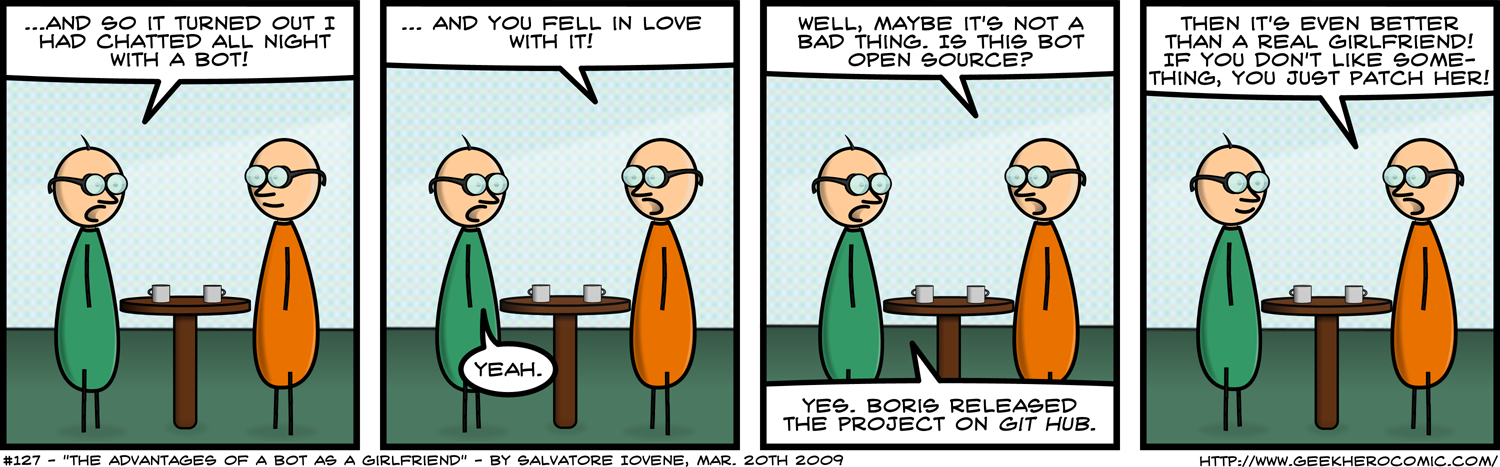 ...AND SO IT TURNED OUT I
HAD CHATTED ALL NIGHT
WITH A BOT!
... AND YOU FELL IN LOVE
WITH IT!
YEAH.
WELL, MAYBE IT'S NOT A
BAD THING. IS THIS BOT
OPEN SOURCE?
YES. BORIS RELEASED
THE PROJECT ON GIT HUB.
THEN IT'S EVEN BETTER
THAN A REAL GIRLFRIEND!
IF YOU DON'T LIKE SOME-
THING, YOU JUST PATCH HER!
#127 - "THE ADVANTAGES OF A BOT AS A GIRLFRIEND" - BY SALVATORE IOVENE, MAR. 20TH 2009
HTTP://WWW.GEEKHEROCOMIC.COM/